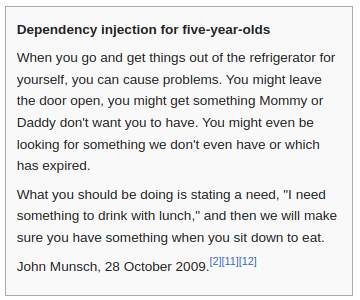 Dependency injection for five-year-olds
When you go and get things out of the refrigerator for
yourself, you can cause problems. You might leave
the door open, you might get something Mommy or
Daddy don't want you to have. You might even be
looking for something we don't even have or which
has expired.
What you should be doing is stating a need, "I need
something to drink with lunch," and then we will make
sure you have something when you sit down to eat.
John Munsch, 28 October 2009.[2][11][12]